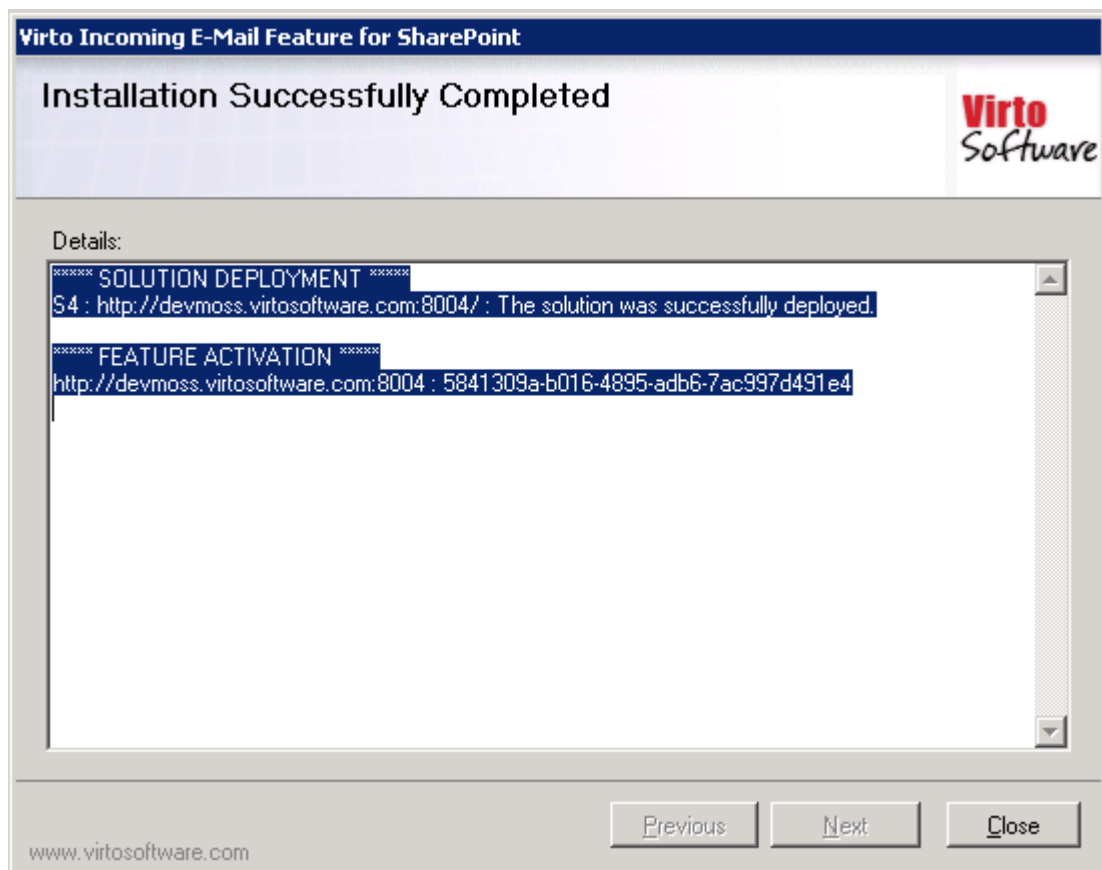 Virto Incoming E-Mail Feature for SharePoint
Installation Successfully Completed
Virto
Software
Details:
***** SOLUTION DEPLOYMENT *****
S4 : http://devmoss.virtosoftware.com:8004/ : The solution was successfully deployed.
***** FEATURE ACTIVATION *****
http://devmoss.virtosoftware.com:8004 : 5841309a-b016-4895-adb6-7ac997d491e4
Previous Next Close
www.virtosoftware.com